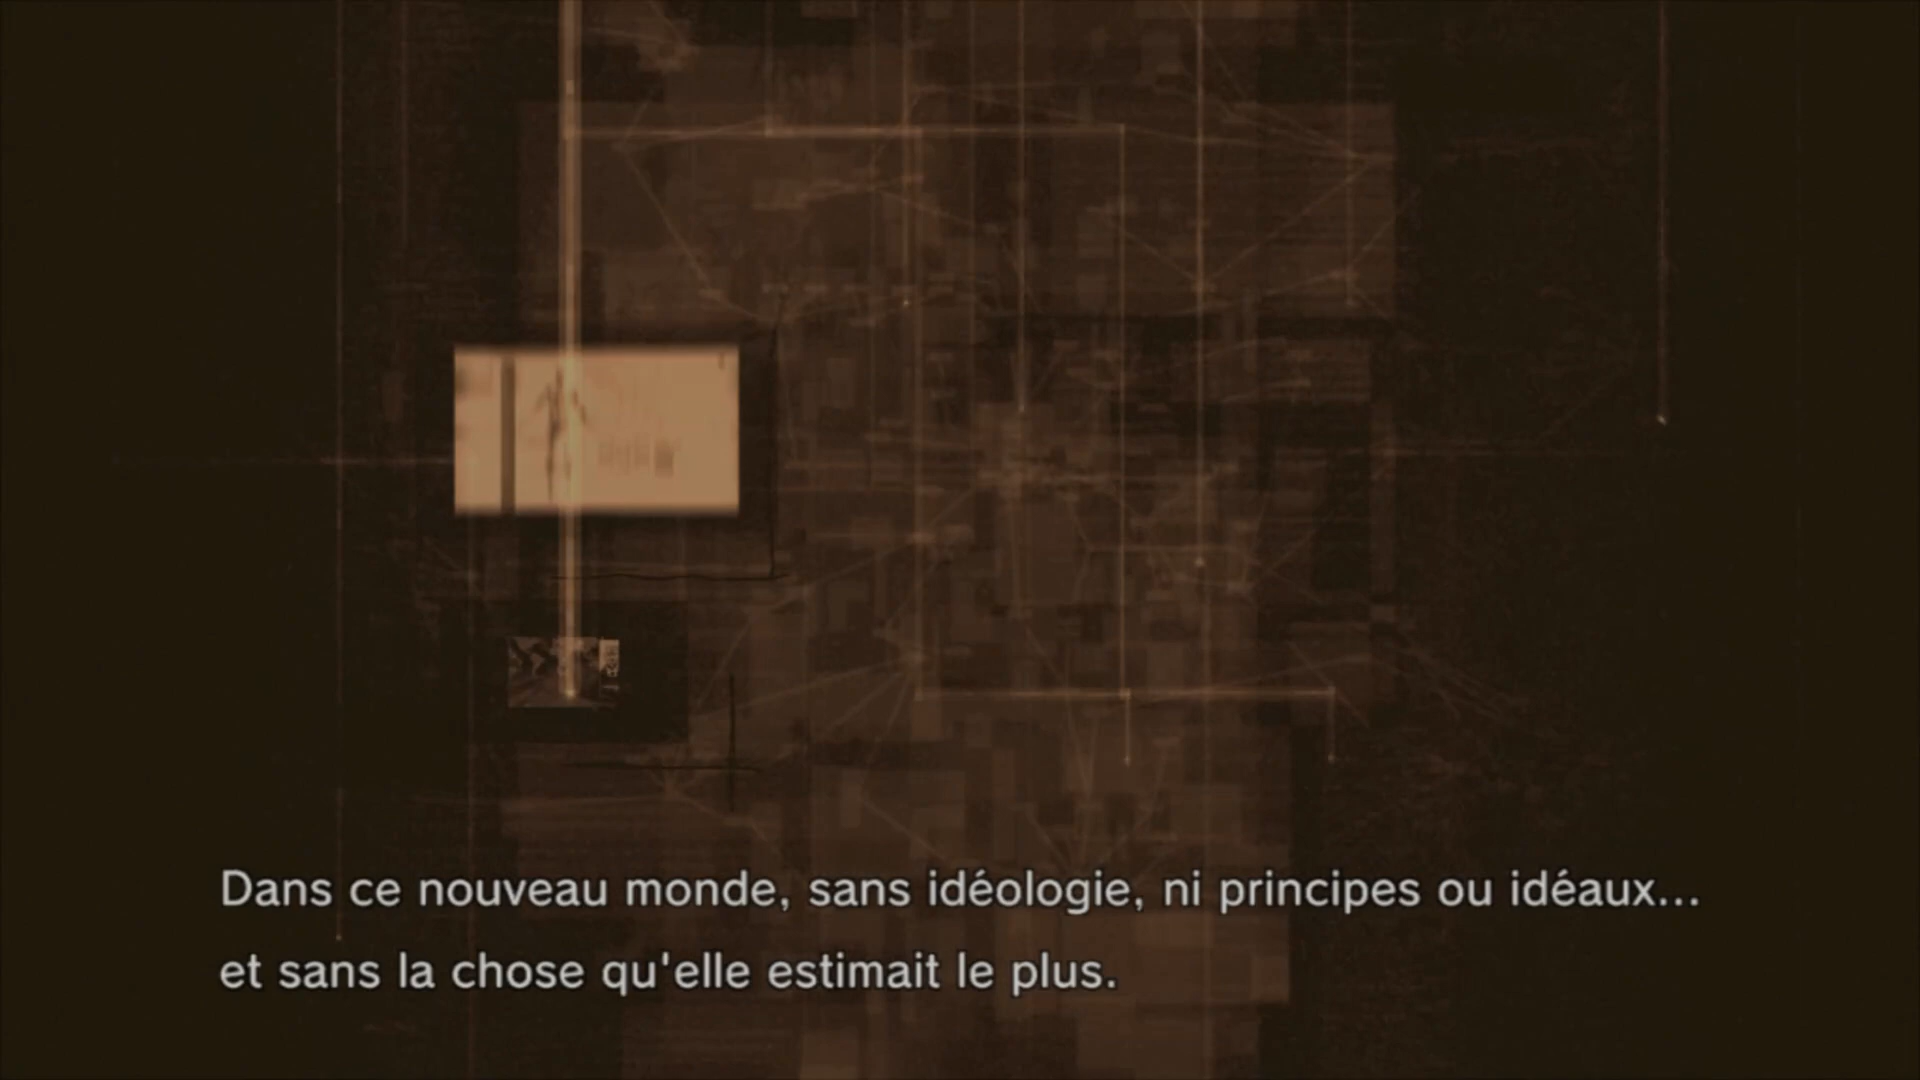 Dans ce nouveau monde, sans idéologie, ni principes ou idéaux...
et sans la chose qu'elle estimait le plus.